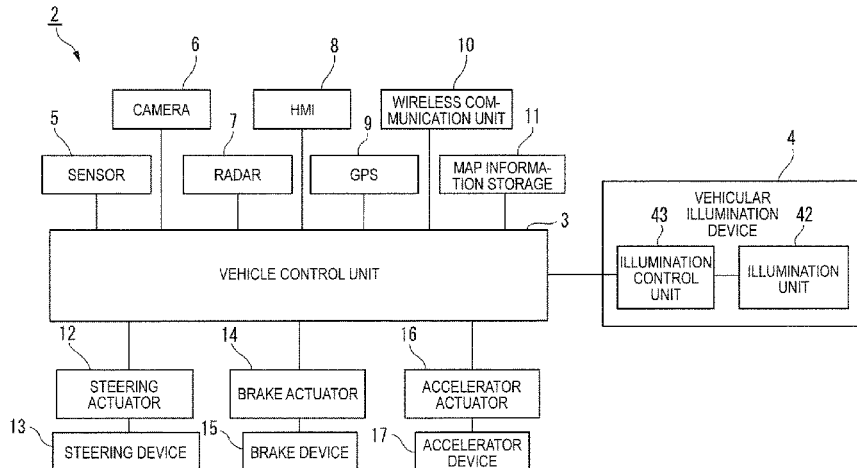 2
6
8
10
CAMERA
HMI
WIRELESS COM-
MUNICATION UNIT
5
7
9
11
SENSOR
RADAR
GPS
MAP INFORMA-
TION STORAGE
3
VEHICLE CONTROL UNIT
4
VEHICULAR
ILLUMINATION
DEVICE
43
42
ILLUMINATION
CONTROL
UNIT
ILLUMINATION
UNIT
12
14
16
STEERING
ACTUATOR
BRAKE ACTUATOR
ACCELERATOR
ACTUATOR
13
15
17
STEERING DEVICE
BRAKE DEVICE
ACCELERATOR
DEVICE